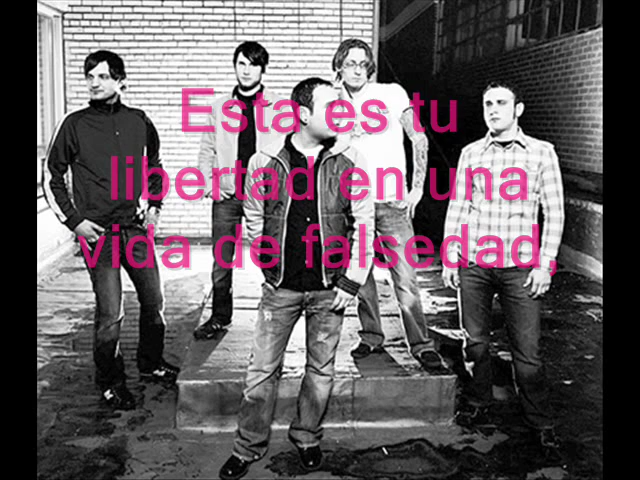 Esta es tu
libertad en una
vida de falsedad,